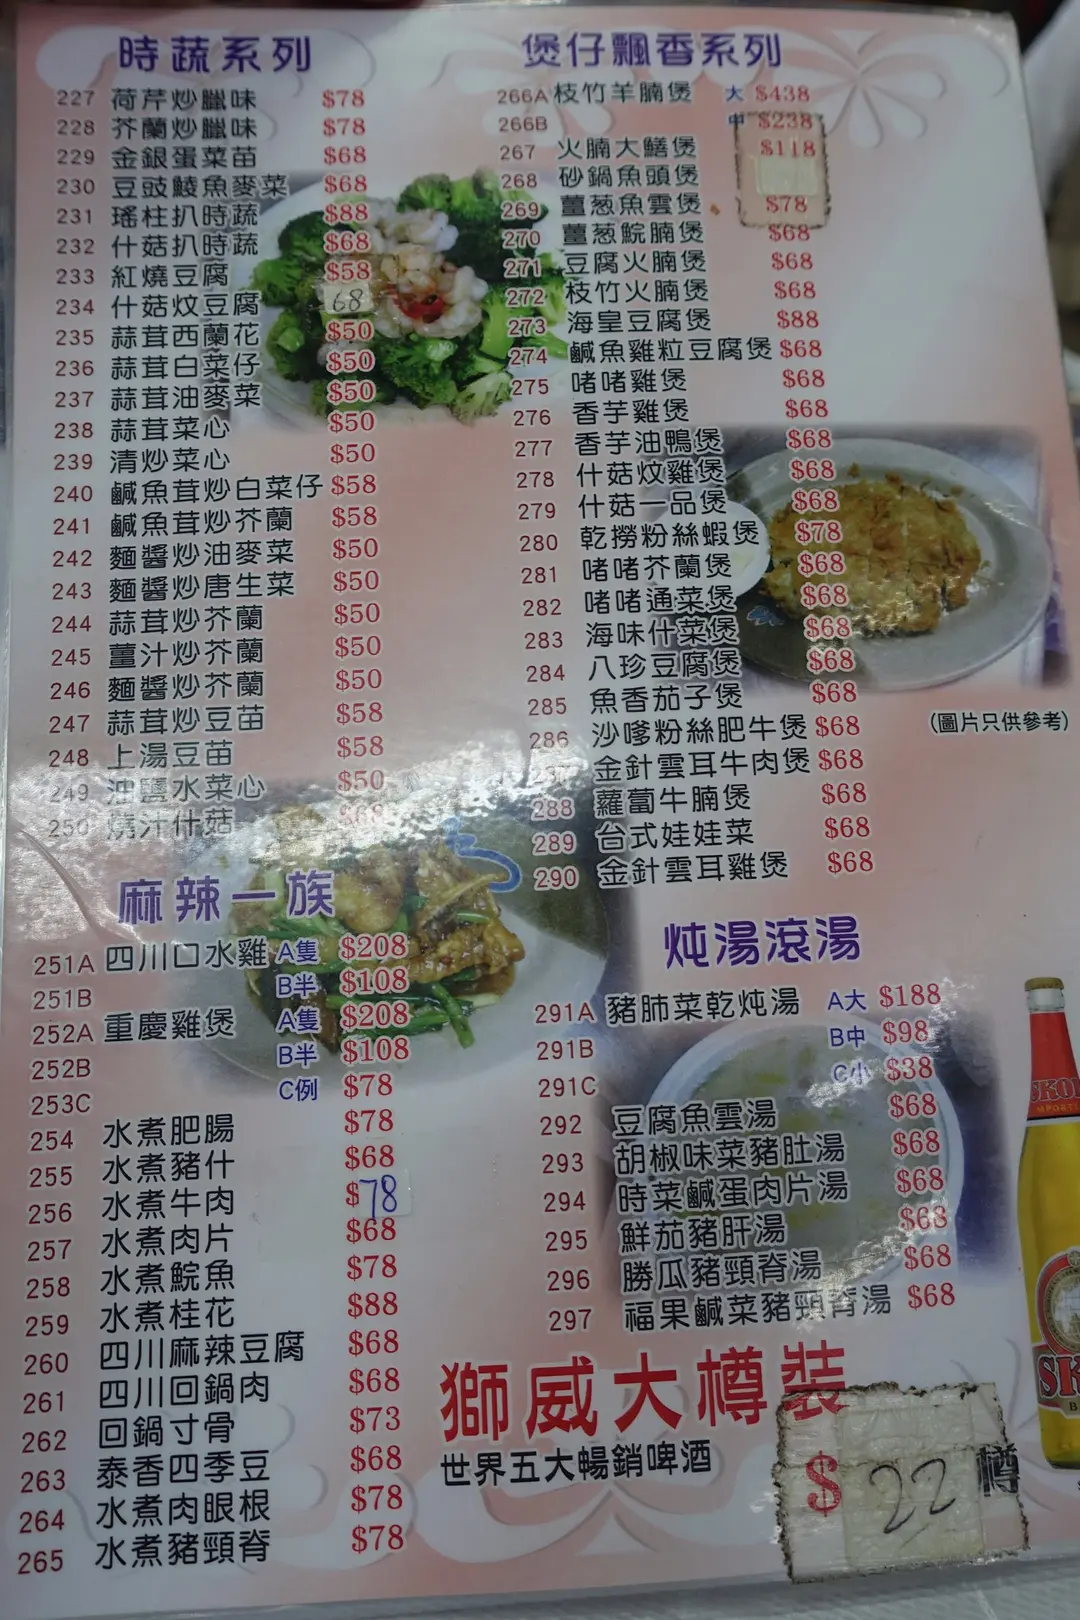 時蔬系列
227 荷芹炒臘味 $78
228 芥蘭炒臘味 $78
229 金銀蛋菜苗 $68
230 豆豉鯪魚麥菜 $68
231 瑤柱扒時蔬 $88
232 什菇扒時蔬 $68
233 紅燒豆腐 $58
234 什菇炆豆腐 68
235 蒜茸西蘭花 $50
236 蒜茸白菜仔 $50
237 蒜茸油麥菜 $50
238 蒜茸菜心 $50
239 清炒菜心 $50
240 鹹魚茸炒白菜仔 $58
241 鹹魚茸炒芥蘭 $58
242 麵醬炒油麥菜 $50
243 麵醬炒唐生菜 $50
244 蒜茸炒芥蘭 $50
245 薑汁炒芥蘭 $50
246 麵醬炒芥蘭 $50
247 蒜茸炒豆苗 $58
248 上湯豆苗 $58
249 油鹽水菜心 $50
250 燒汁什菇 $68
麻辣一族
251A 四川口水雞 A隻 $208
251B B半 $108
252A 重慶雞煲 A隻 $208
252B B半 $108
253C C例 $78
254 水煮肥腸 $78
255 水煮豬什 $68
256 水煮牛肉 $78
257 水煮肉片 $68
258 水煮鯇魚 $78
259 水煮桂花 $88
260 四川麻辣豆腐 $68
261 四川回鍋肉 $68
262 回鍋寸骨 $73
263 泰香四季豆 $68
264 水煮肉眼根 $78
265 水煮豬頸脊 $78
煲仔飄香系列
266A 枝竹羊腩煲 大 $438
266B 中 $238
267 火腩大鱔煲 $118
268 砂鍋魚頭煲
269 薑葱魚雲煲 $78
270 薑葱鯇腩煲 $68
271 豆腐火腩煲 $68
272 枝竹火腩煲 $68
273 海皇豆腐煲 $88
274 鹹魚雞粒豆腐煲 $68
275 啫啫雞煲 $68
276 香芋雞煲 $68
277 香芋油鴨煲 $68
278 什菇炆雞煲 $68
279 什菇一品煲 $68
280 乾撈粉絲蝦煲 $78
281 啫啫芥蘭煲 $68
282 啫啫通菜煲 $68
283 海味什菜煲 $68
284 八珍豆腐煲 $68
285 魚香茄子煲 $68
286 沙嗲粉絲肥牛煲 $68
287 金針雲耳牛肉煲 $68
288 蘿蔔牛腩煲 $68
289 台式娃娃菜 $68
290 金針雲耳雞煲 $68
(圖片只供參考)
炖湯滾湯
291A 豬肺菜乾炖湯 A大 $188
291B B中 $98
291C C小 $38
292 豆腐魚雲湯 $68
293 胡椒味菜豬肚湯 $68
294 時菜鹹蛋肉片湯 $68
295 鮮茄豬肝湯 $68
296 勝瓜豬頸脊湯 $68
297 福果鹹菜豬頸脊湯 $68
獅威大樽裝
世界五大暢銷啤酒
$22 樽